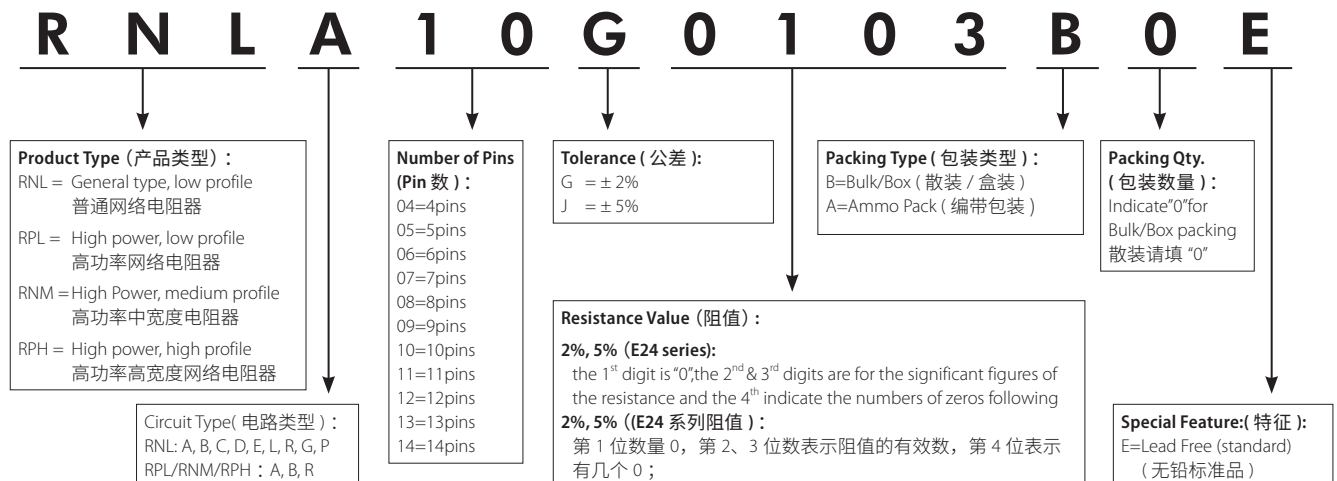 R N L A 1 0 G 0 1 0 3 B 0 E
Product Type（产品类型）：
RNL = General type, low profile
普通网络电阻器
RPL = High power, low profile
高功率网络电阻器
RNM = High Power, medium profile
高功率中宽度电阻器
RPH = High power, high profile
高功率高宽度网络电阻器
Circuit Type( 电路类型 )：
RNL: A, B, C, D, E, L, R, G, P
RPL/RNM/RPH：A, B, R
Number of Pins
(Pin 数 )：
04=4pins
05=5pins
06=6pins
07=7pins
08=8pins
09=9pins
10=10pins
11=11pins
12=12pins
13=13pins
14=14pins
Tolerance ( 公差 ):
G = ± 2%
J = ± 5%
Resistance Value（阻值）:
2%, 5%（E24 series):
the 1st digit is “0”,the 2nd & 3rd digits are for the significant figures of
the resistance and the 4th indicate the numbers of zeros following
2%, 5%（(E24 系列阻值 )：
第 1 位数量 0，第 2、3 位数表示阻值的有效数，第 4 位表示
有几个 0；
Packing Type ( 包装类型 )：
B=Bulk/Box ( 散装 / 盒装 )
A=Ammo Pack ( 编带包装 )
Packing Qty.
( 包装数量 )：
Indicate”0”for
Bulk/Box packing
散装请填 “0”
Special Feature:( 特征 ):
E=Lead Free (standard)
( 无铅标准品 )